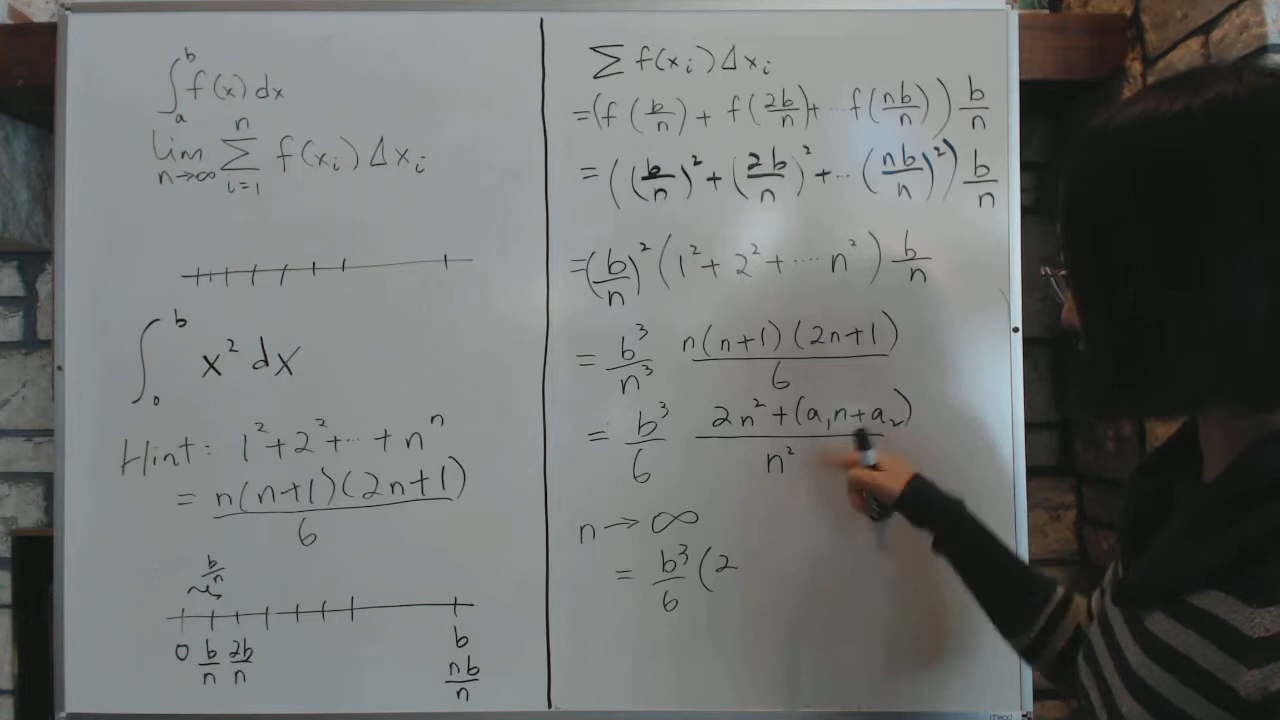 ∫_a^b f(x) dx
lim_{n→∞} Σ_{i=1}^n f(x_i) Δx_i
∫_0^b x² dx
Hint: 1² + 2² + ... + n^n
= n(n+1)(2n+1) / 6
b/n
0 b/n 2b/n b
nb/n
Σ f(x_i) Δx_i
= (f(b/n) + f(2b/n) + ... f(nb/n)) b/n
= ((b/n)² + (2b/n)² + ... (nb/n)²) b/n
= (b/n)² (1² + 2² + ... n²) b/n
= b³/n³ n(n+1)(2n+1)/6
= b³/6 (2n² + (a₁n + a₂))/n²
n → ∞
= b³/6 (2